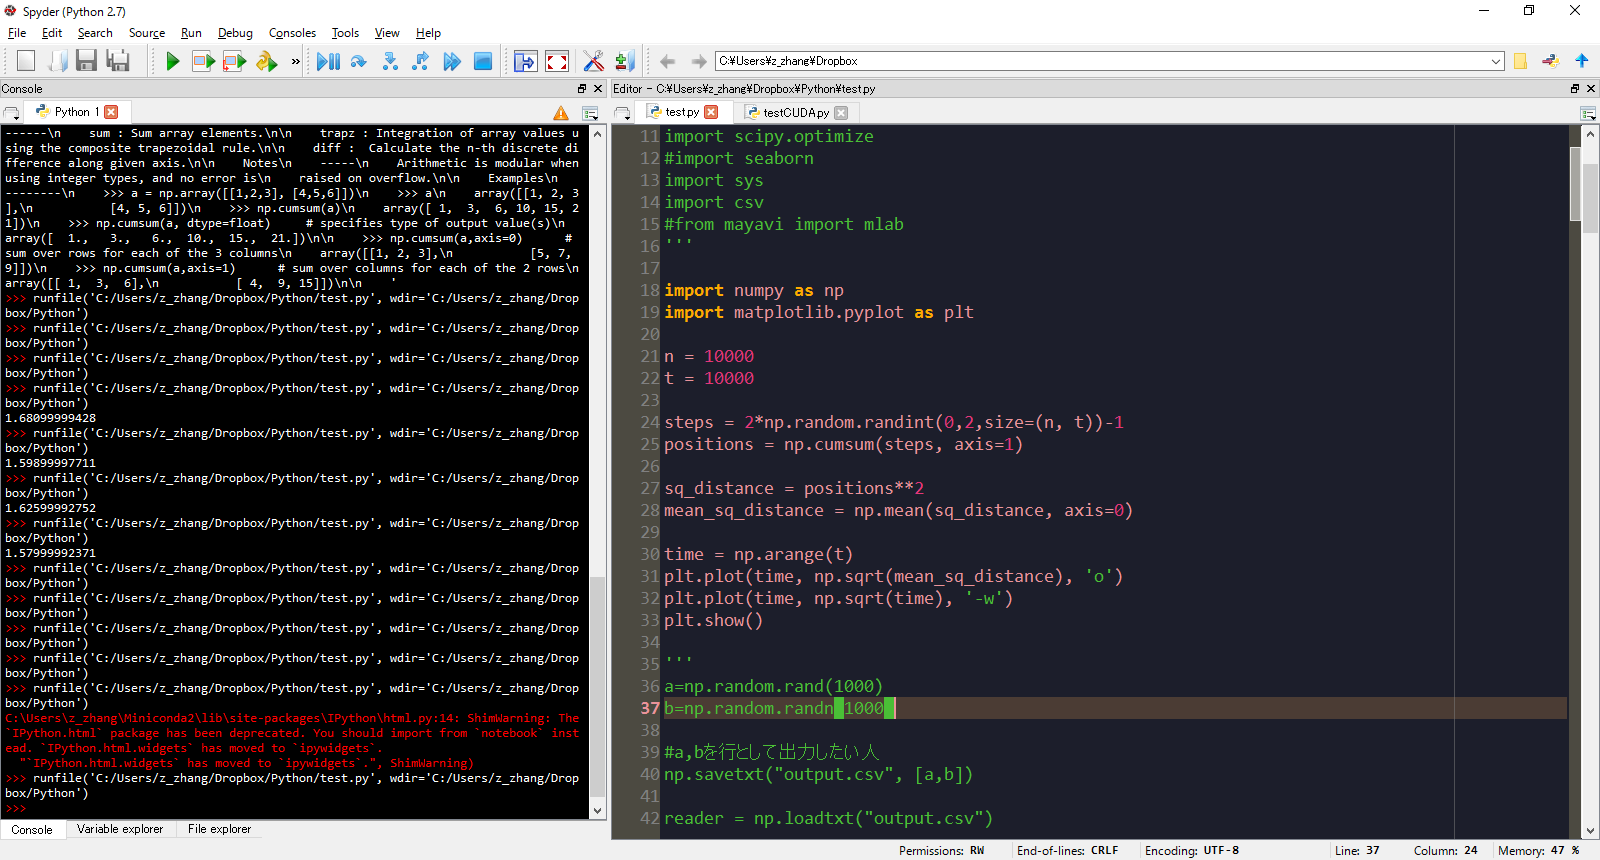 Spyder (Python 2.7)
File Edit Search Source Run Debug Consoles Tools View Help
C:¥Users¥z_zhang¥Dropbox
Console
Python 1
------\n    sum : Sum array elements.\n\n    trapz : Integration of array values u
sing the composite trapezoidal rule.\n\n    diff :  Calculate the n-th discrete di
fference along given axis.\n\n    Notes\n    -----\n    Arithmetic is modular when
using integer types, and no error is\n    raised on overflow.\n\n    Examples\n
--------\n    >>> a = np.array([[1,2,3], [4,5,6]])\n    >>> a\n    array([[1, 2, 3
],\n           [4, 5, 6]])\n    >>> np.cumsum(a)\n    array([ 1,  3,  6, 10, 15, 2
1])\n    >>> np.cumsum(a, dtype=float)     # specifies type of output value(s)\n
array([  1.,   3.,   6.,  10.,  15.,  21.])\n\n    >>> np.cumsum(a,axis=0)      #
sum over rows for each of the 3 columns\n    array([[1, 2, 3],\n           [5, 7,
9]])\n    >>> np.cumsum(a,axis=1)      # sum over columns for each of the 2 rows\n
array([[ 1,  3,  6],\n           [ 4,  9, 15]])\n\n    '
>>> runfile('C:/Users/z_zhang/Dropbox/Python/test.py', wdir='C:/Users/z_zhang/Drop
box/Python')
>>> runfile('C:/Users/z_zhang/Dropbox/Python/test.py', wdir='C:/Users/z_zhang/Drop
box/Python')
>>> runfile('C:/Users/z_zhang/Dropbox/Python/test.py', wdir='C:/Users/z_zhang/Drop
box/Python')
>>> runfile('C:/Users/z_zhang/Dropbox/Python/test.py', wdir='C:/Users/z_zhang/Drop
box/Python')
1.68099999428
>>> runfile('C:/Users/z_zhang/Dropbox/Python/test.py', wdir='C:/Users/z_zhang/Drop
box/Python')
1.59899997711
>>> runfile('C:/Users/z_zhang/Dropbox/Python/test.py', wdir='C:/Users/z_zhang/Drop
box/Python')
1.62599992752
>>> runfile('C:/Users/z_zhang/Dropbox/Python/test.py', wdir='C:/Users/z_zhang/Drop
box/Python')
1.57999992371
>>> runfile('C:/Users/z_zhang/Dropbox/Python/test.py', wdir='C:/Users/z_zhang/Drop
box/Python')
>>> runfile('C:/Users/z_zhang/Dropbox/Python/test.py', wdir='C:/Users/z_zhang/Drop
box/Python')
>>> runfile('C:/Users/z_zhang/Dropbox/Python/test.py', wdir='C:/Users/z_zhang/Drop
box/Python')
>>> runfile('C:/Users/z_zhang/Dropbox/Python/test.py', wdir='C:/Users/z_zhang/Drop
box/Python')
>>> runfile('C:/Users/z_zhang/Dropbox/Python/test.py', wdir='C:/Users/z_zhang/Drop
box/Python')
C:\Users\z_zhang\Miniconda2\lib\site-packages\IPython\html.py:14: ShimWarning: The
`IPython.html` package has been deprecated. You should import from `notebook` inst
ead. `IPython.html.widgets` has moved to `ipywidgets`.
"`IPython.html.widgets` has moved to `ipywidgets`.", ShimWarning)
>>> runfile('C:/Users/z_zhang/Dropbox/Python/test.py', wdir='C:/Users/z_zhang/Drop
box/Python')
>>>
Console Variable explorer File explorer
Editor - C:¥Users¥z_zhang¥Dropbox¥Python¥test.py
test.py testCUDA.py
11 import scipy.optimize
12 #import seaborn
13 import sys
14 import csv
15 #from mayavi import mlab
16 '''
17
18 import numpy as np
19 import matplotlib.pyplot as plt
20
21 n = 10000
22 t = 10000
23
24 steps = 2*np.random.randint(0,2,size=(n, t))-1
25 positions = np.cumsum(steps, axis=1)
26
27 sq_distance = positions**2
28 mean_sq_distance = np.mean(sq_distance, axis=0)
29
30 time = np.arange(t)
31 plt.plot(time, np.sqrt(mean_sq_distance), 'o')
32 plt.plot(time, np.sqrt(time), '-w')
33 plt.show()
34
35 '''
36 a=np.random.rand(1000)
37 b=np.random.randn(1000)
38
39 #a,bを行として出力したい人
40 np.savetxt("output.csv", [a,b])
41
42 reader = np.loadtxt("output.csv")
Permissions: RW End-of-lines: CRLF Encoding: UTF-8 Line: 37 Column: 24 Memory: 47 %